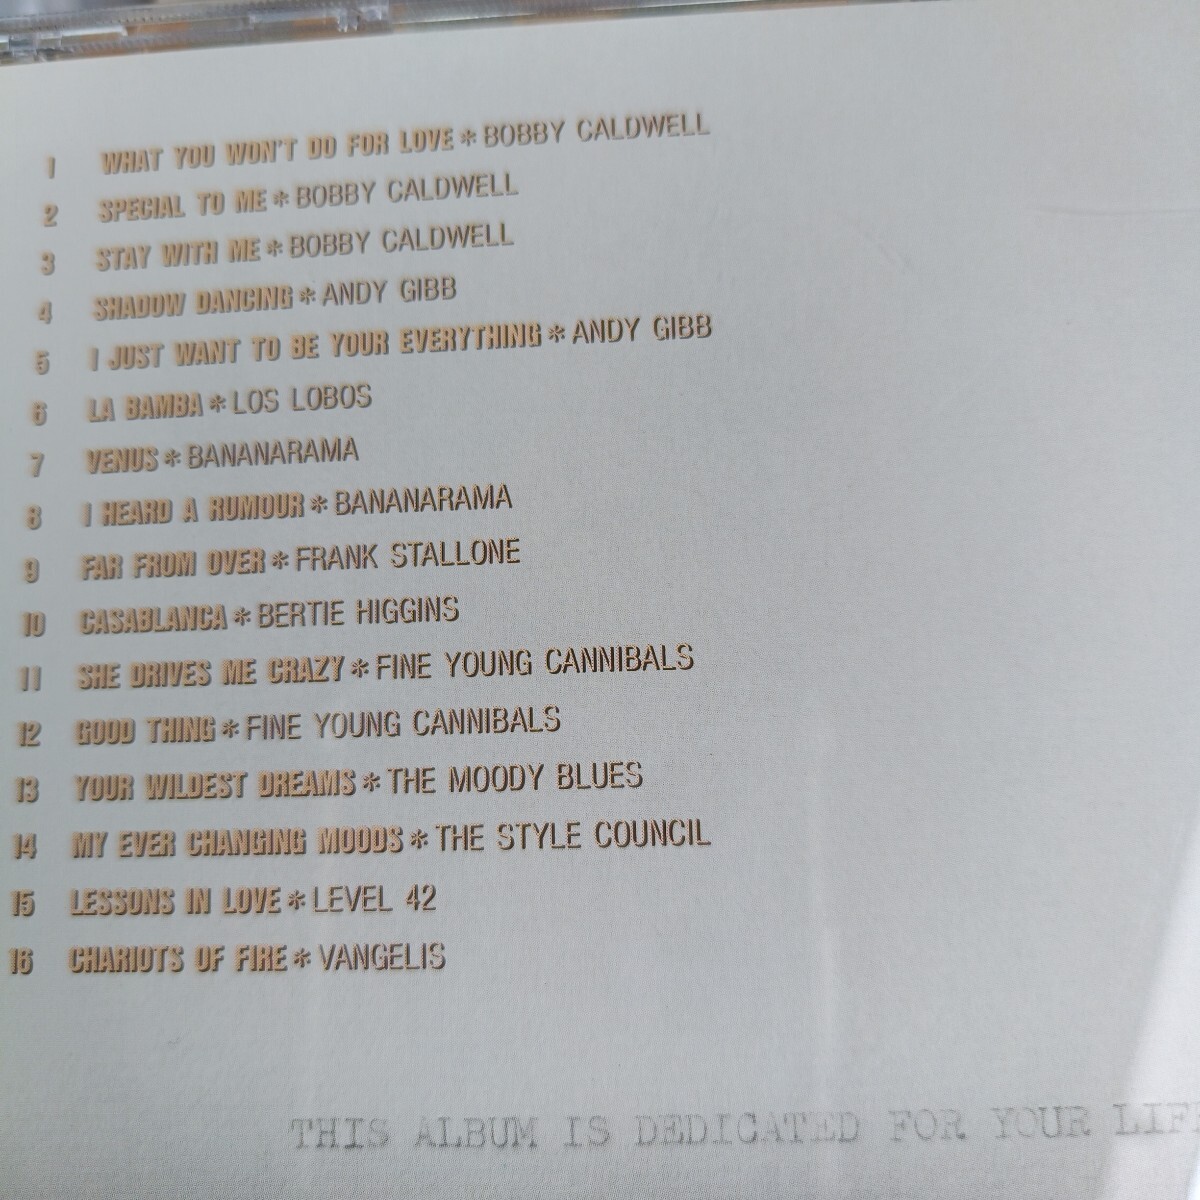 1 WHAT YOU WON'T DO FOR LOVE * BOBBY CALDWELL
2 SPECIAL TO ME * BOBBY CALDWELL
3 STAY WITH ME * BOBBY CALDWELL
4 SHADOW DANCING * ANDY GIBB
5 I JUST WANT TO BE YOUR EVERYTHING * ANDY GIBB
6 LA BAMBA * LOS LOBOS
7 VENUS * BANANARAMA
8 I HEARD A RUMOUR * BANANARAMA
9 FAR FROM OVER * FRANK STALLONE
10 CASABLANCA * BERTIE HIGGINS
11 SHE DRIVES ME CRAZY * FINE YOUNG CANNIBALS
12 GOOD THING * FINE YOUNG CANNIBALS
13 YOUR WILDEST DREAMS * THE MOODY BLUES
14 MY EVER CHANGING MOODS * THE STYLE COUNCIL
15 LESSONS IN LOVE * LEVEL 42
16 CHARIOTS OF FIRE * VANGELIS
THIS ALBUM IS DEDICATED FOR YOUR